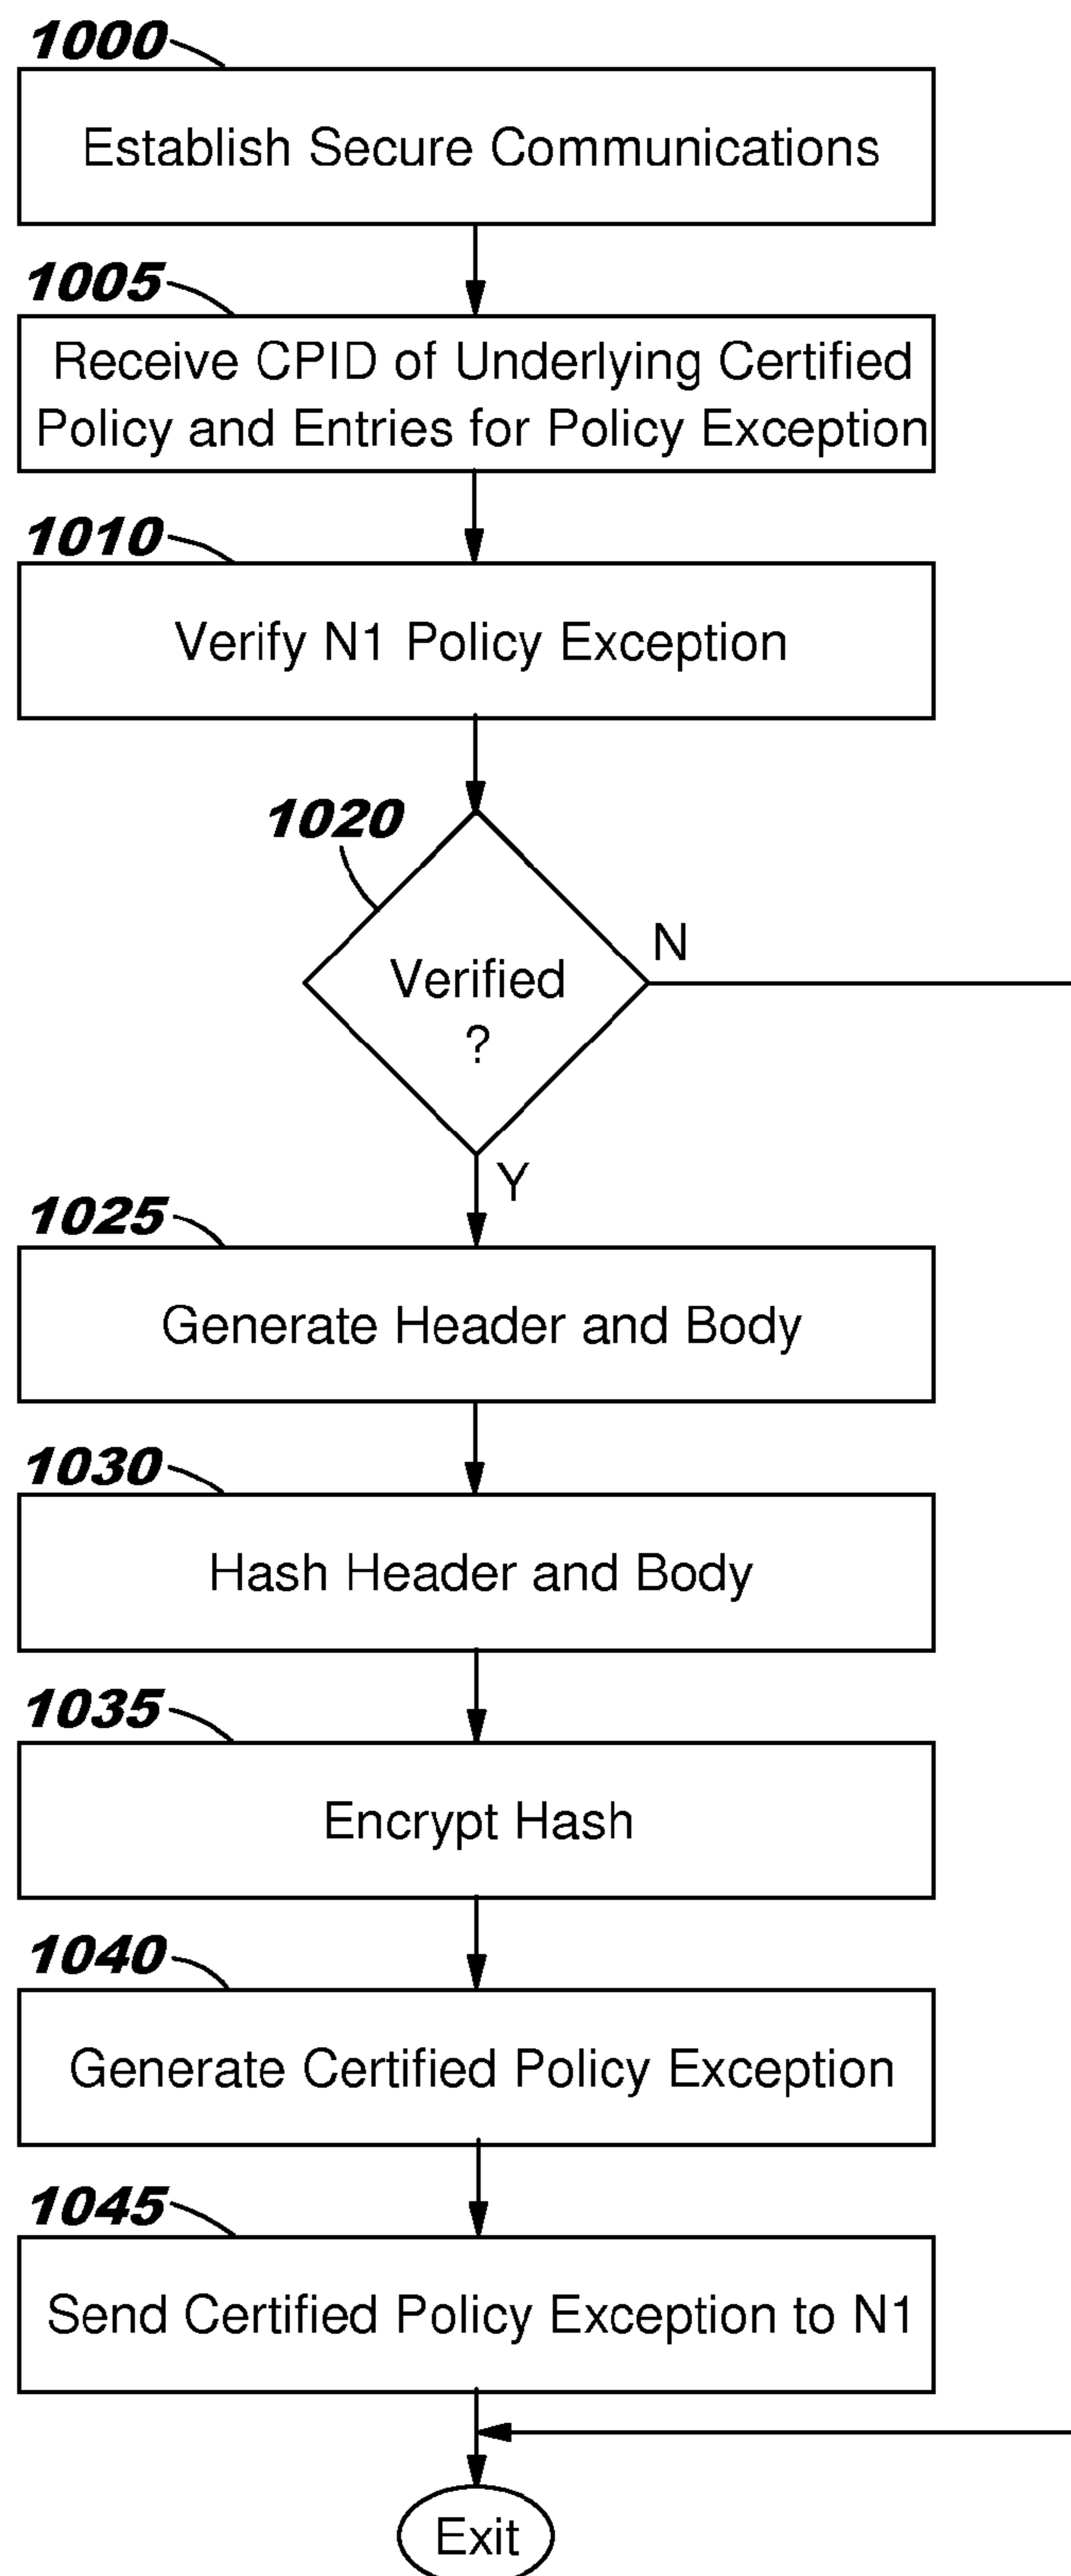 1000
Establish Secure Communications
1005
Receive CPID of Underlying Certified
Policy and Entries for Policy Exception
1010
Verify N1 Policy Exception
1020
N
Verified
?
Y
1025
Generate Header and Body
1030
Hash Header and Body
1035
Encrypt Hash
1040
Generate Certified Policy Exception
1045
Send Certified Policy Exception to N1
Exit